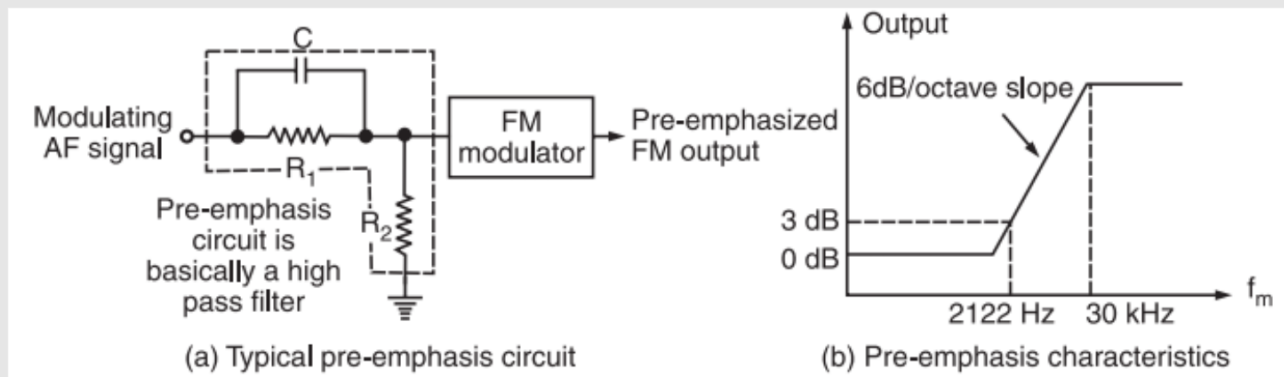 C
Modulating
AF signal
R1
Pre-emphasis
circuit is
basically a high
pass filter
R2
FM
modulator
Pre-emphasized
FM output
(a) Typical pre-emphasis circuit
Output
6dB/octave slope
3 dB
0 dB
2122 Hz
30 kHz
fm
(b) Pre-emphasis characteristics